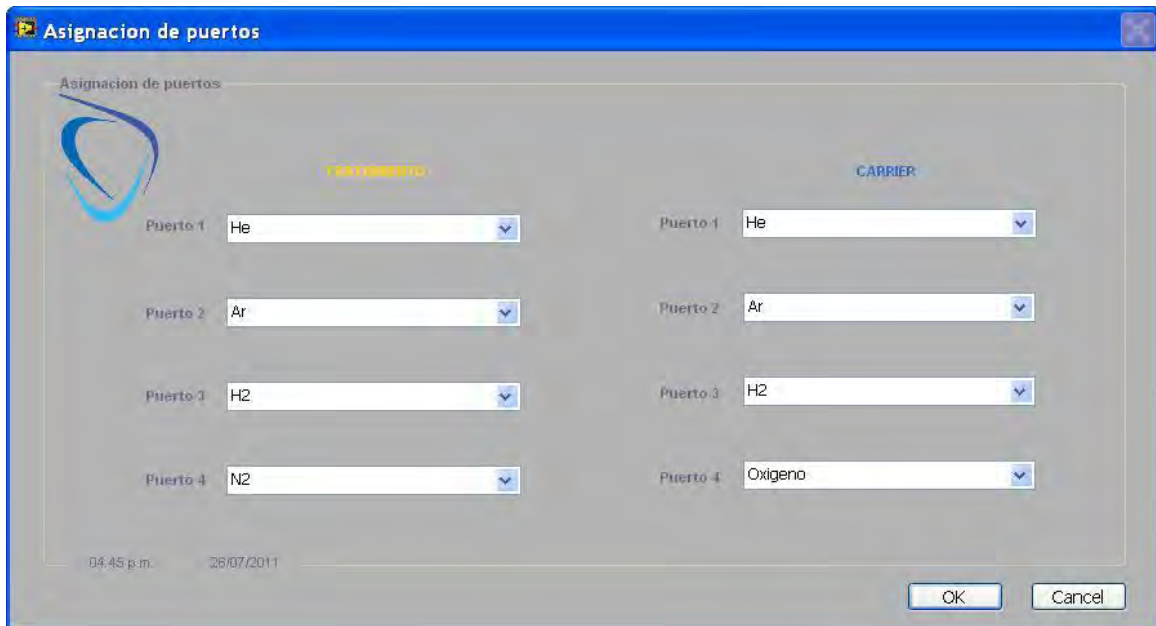 Asignacion de puertos
Asignacion de puertos
TRATAMIENTO CARRIER
Puerto 1 He Puerto 1 He
Puerto 2 Ar Puerto 2 Ar
Puerto 3 H2 Puerto 3 H2
Puerto 4 N2 Puerto 4 Oxigeno
04:45 p.m. 26/07/2011
OK Cancel